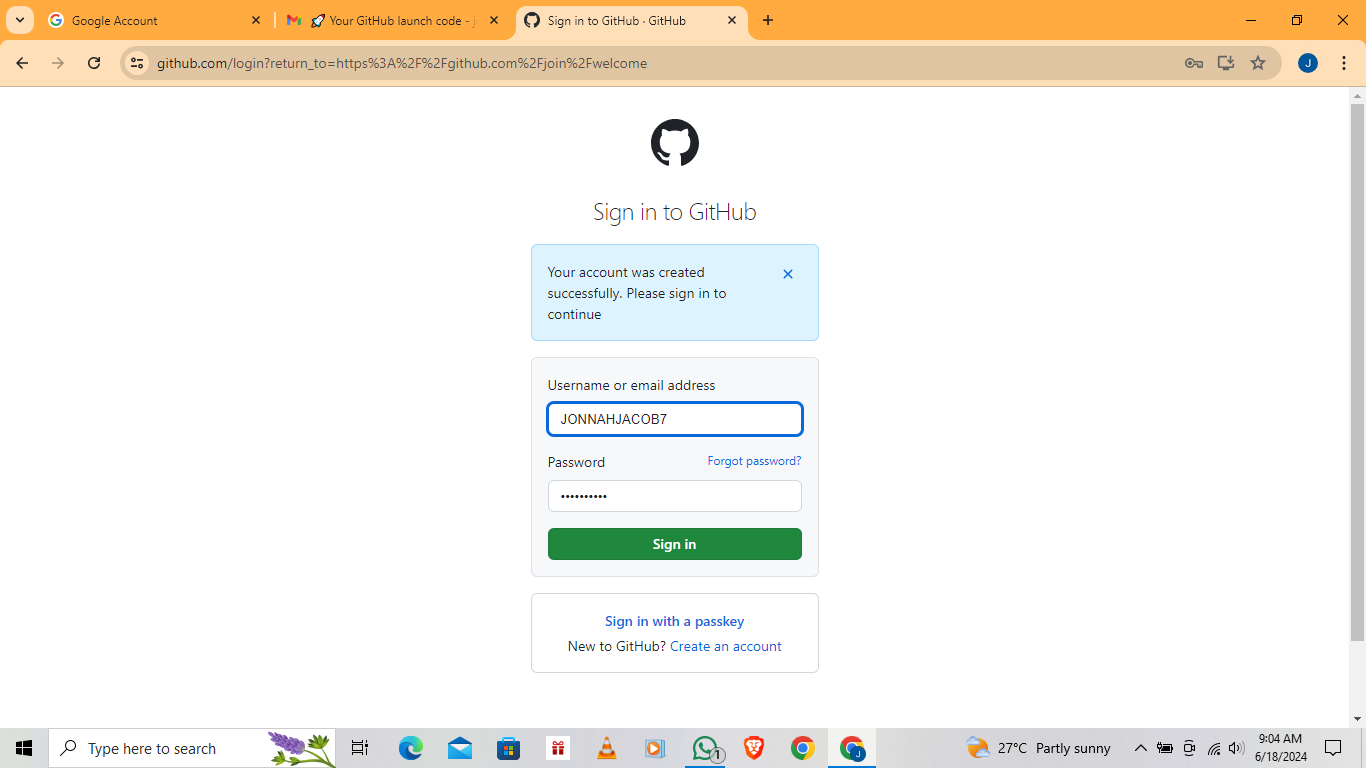 Google Account
Your GitHub launch code - j
Sign in to GitHub · GitHub
github.com/login?return_to=https%3A%2F%2Fgithub.com%2Fjoin%2Fwelcome
J
Sign in to GitHub
Your account was created
successfully. Please sign in to
continue
Username or email address
JONNAHJACOB7
Password
Forgot password?
••••••••••
Sign in
Sign in with a passkey
New to GitHub? Create an account
Type here to search
1
J
27°C Partly sunny
9:04 AM
6/18/2024